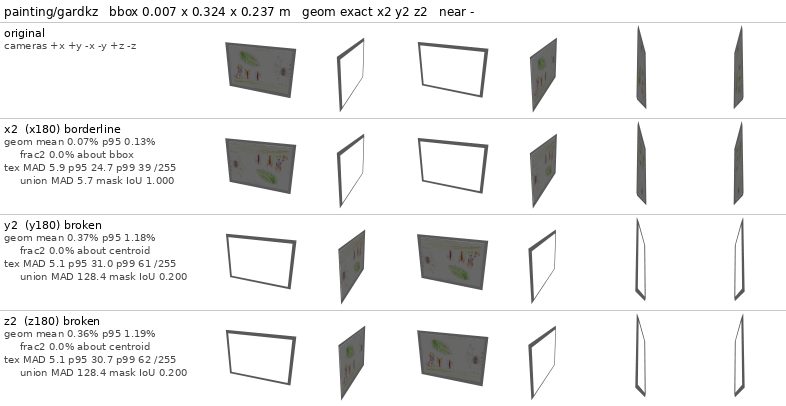 painting/gardkz   bbox 0.007 x 0.324 x 0.237 m   geom exact x2 y2 z2   near -
original
cameras +x +y -x -y +z -z
x2  (x180) borderline
geom mean 0.07% p95 0.13%
frac2 0.0% about bbox
tex MAD 5.9 p95 24.7 p99 39 /255
union MAD 5.7 mask IoU 1.000
y2  (y180) broken
geom mean 0.37% p95 1.18%
frac2 0.0% about centroid
tex MAD 5.1 p95 31.0 p99 61 /255
union MAD 128.4 mask IoU 0.200
z2  (z180) broken
geom mean 0.36% p95 1.19%
frac2 0.0% about centroid
tex MAD 5.1 p95 30.7 p99 62 /255
union MAD 128.4 mask IoU 0.200